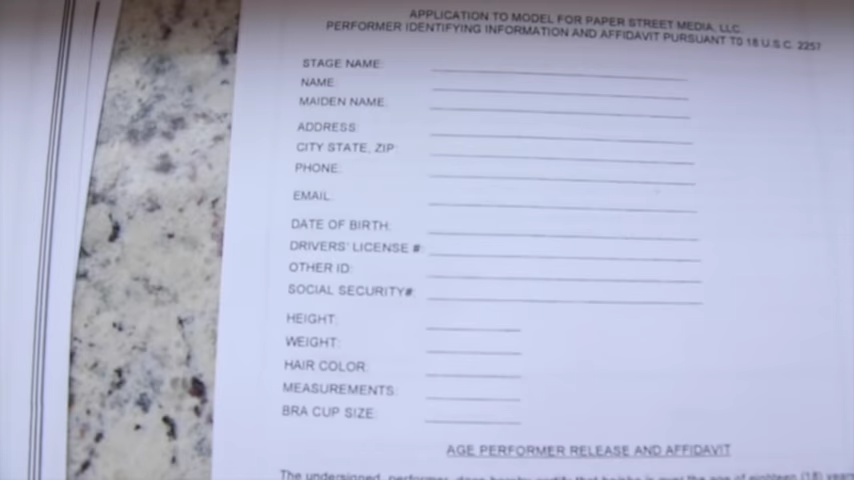 APPLICATION TO MODEL FOR PAPER STREET MEDIA, LLC.
PERFORMER IDENTIFYING INFORMATION AND AFFIDAVIT PURSUANT TO 18 U.S.C. 2257
STAGE NAME:
NAME:
MAIDEN NAME:
ADDRESS:
CITY STATE, ZIP:
PHONE:
EMAIL:
DATE OF BIRTH:
DRIVERS' LICENSE #:
OTHER ID:
SOCIAL SECURITY#:
HEIGHT:
WEIGHT:
HAIR COLOR:
MEASUREMENTS:
BRA CUP SIZE:
AGE PERFORMER RELEASE AND AFFIDAVIT
The undersigned, performer, does hereby certify that he/she is over the age of eighteen (18) years